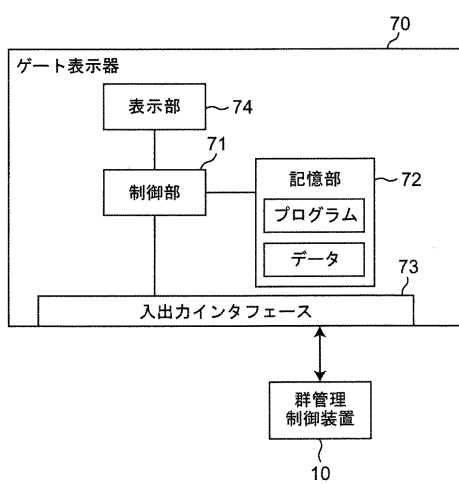 70
ゲート表示器
表示部
74
71
制御部
記憶部
72
プログラム
データ
73
入出力インタフェース
群管理
制御装置
10